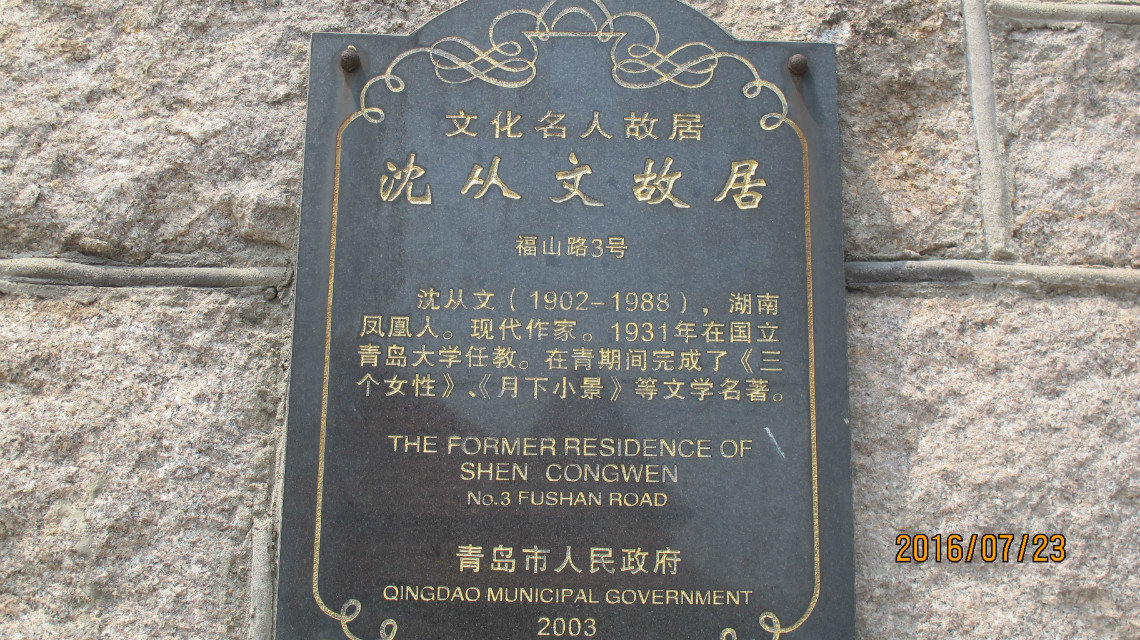 文化名人故居
沈从文故居
福山路3号
沈从文（1902-1988），湖南
凤凰人。现代作家。1931年在国立
青岛大学任教。在青期间完成了《三
个女性》、《月下小景》等文学名著。
THE FORMER RESIDENCE OF
SHEN CONGWEN
No.3 FUSHAN ROAD
青岛市人民政府
QINGDAO MUNICIPAL GOVERNMENT
2003
2016/07/23